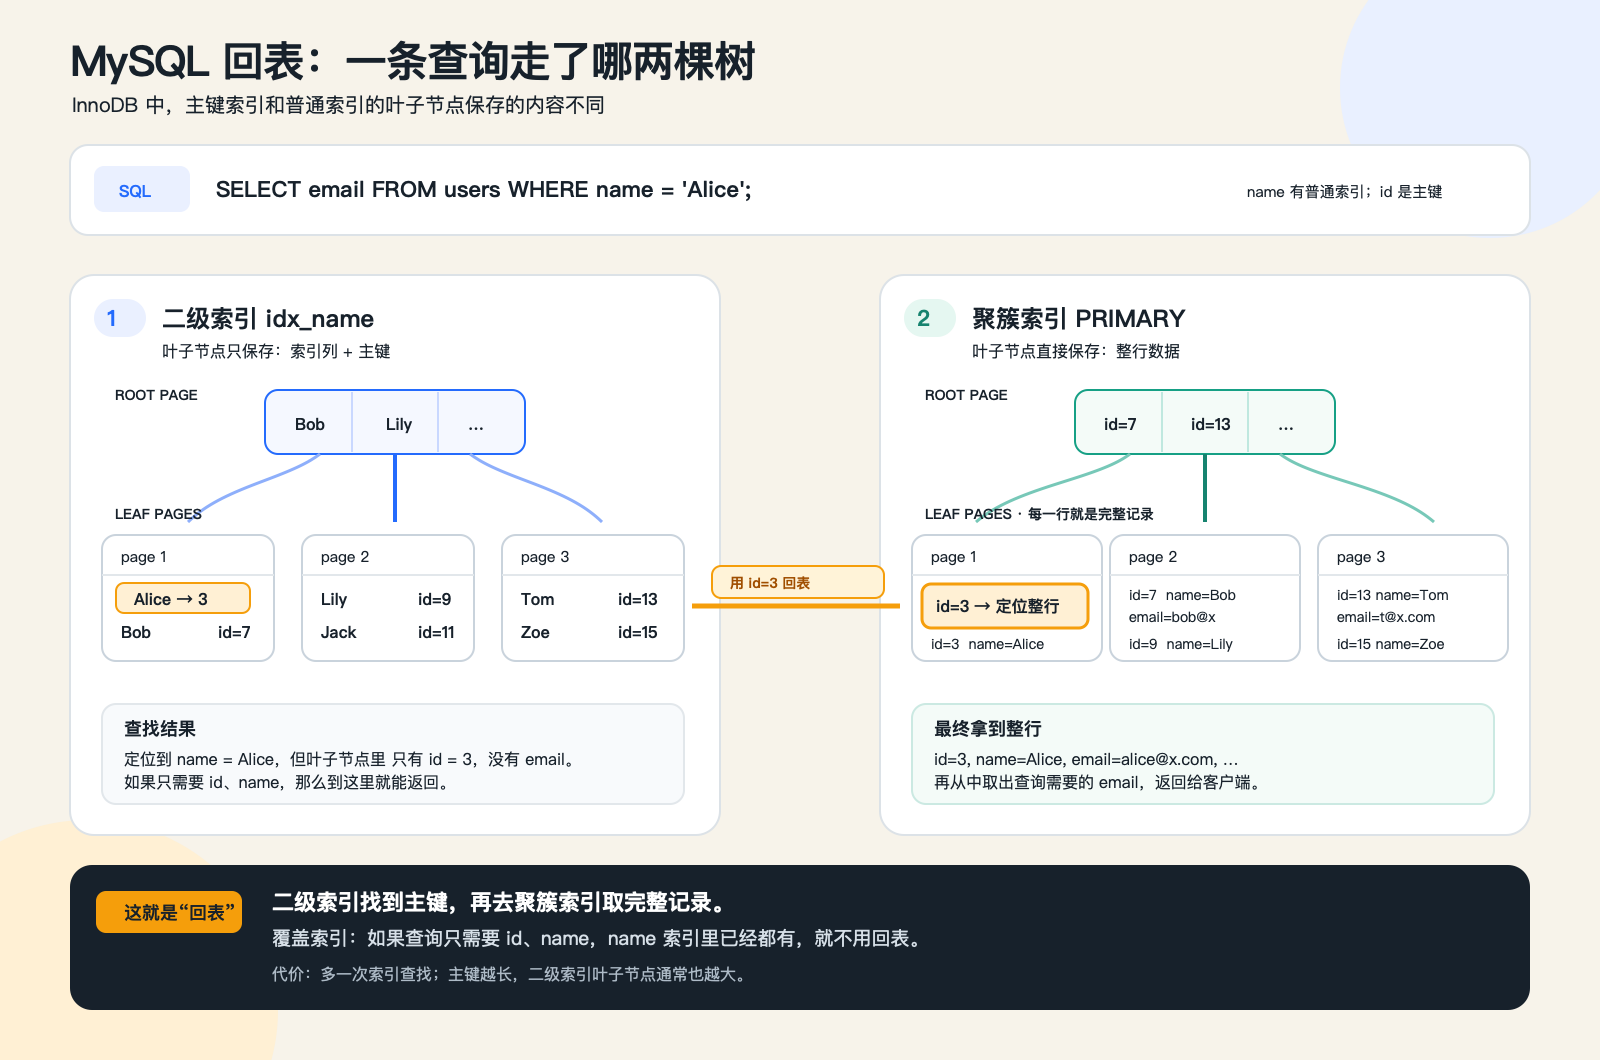 MySQL 回表：一条查询走了哪两棵树
InnoDB 中，主键索引和普通索引的叶子节点保存的内容不同
SQL
SELECT email FROM users WHERE name = 'Alice';
name 有普通索引；id 是主键
1
二级索引 idx_name
叶子节点只保存：索引列 + 主键
ROOT PAGE
Bob
Lily
...
LEAF PAGES
page 1
Alice → 3
Bob id=7
page 2
Lily id=9
Jack id=11
page 3
Tom id=13
Zoe id=15
查找结果
定位到 name = Alice，但叶子节点里 只有 id = 3，没有 email。
如果只需要 id、name，那么到这里就能返回。
用 id=3 回表
2
聚簇索引 PRIMARY
叶子节点直接保存：整行数据
ROOT PAGE
id=7
id=13
...
LEAF PAGES · 每一行就是完整记录
page 1
id=3 → 定位整行
id=3 name=Alice
page 2
id=7 name=Bob
email=bob@x
id=9 name=Lily
page 3
id=13 name=Tom
email=t@x.com
id=15 name=Zoe
最终拿到整行
id=3, name=Alice, email=alice@x.com, ...
再从中取出查询需要的 email，返回给客户端。
这就是“回表”
二级索引找到主键，再去聚簇索引取完整记录。
覆盖索引：如果查询只需要 id、name，name 索引里已经都有，就不用回表。
代价：多一次索引查找；主键越长，二级索引叶子节点通常也越大。